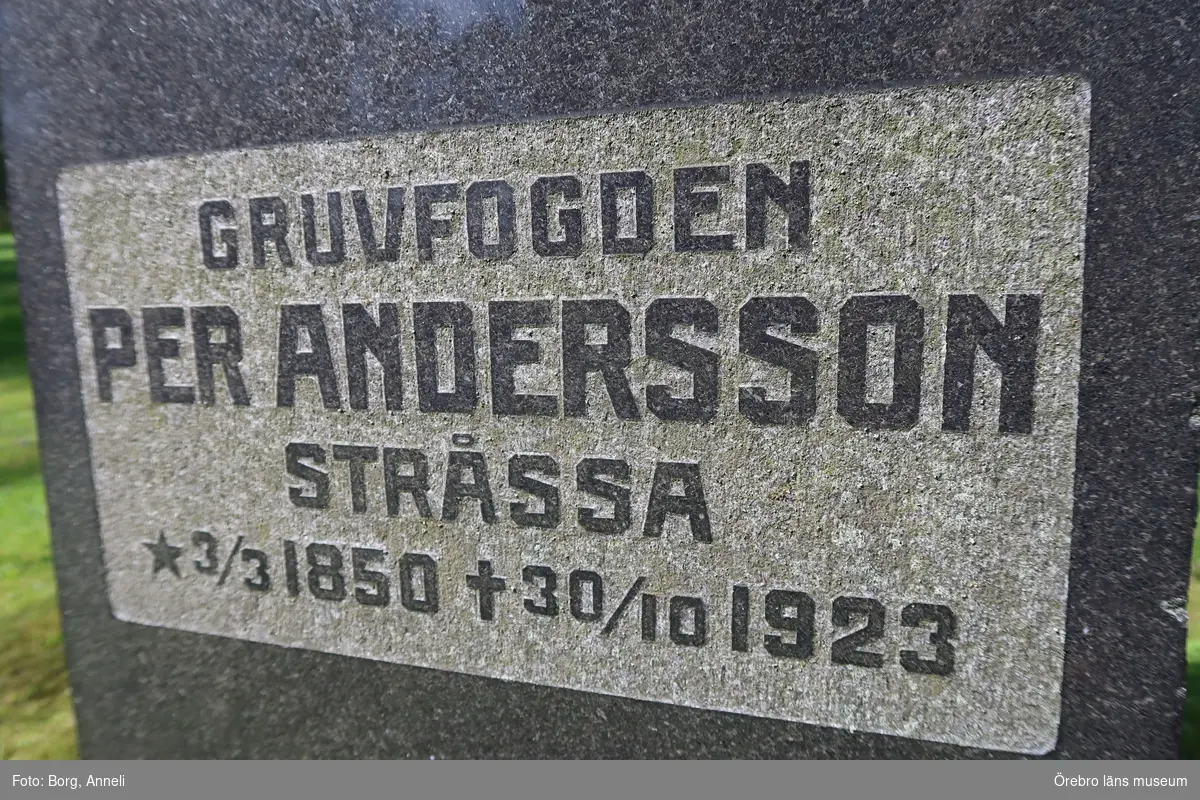 GRUVFOGDEN
PER ANDERSSON
STRÅSSA
★ 3/3 1850 ✝ 30/10 1923
Foto: Borg, Anneli
Örebro läns museum